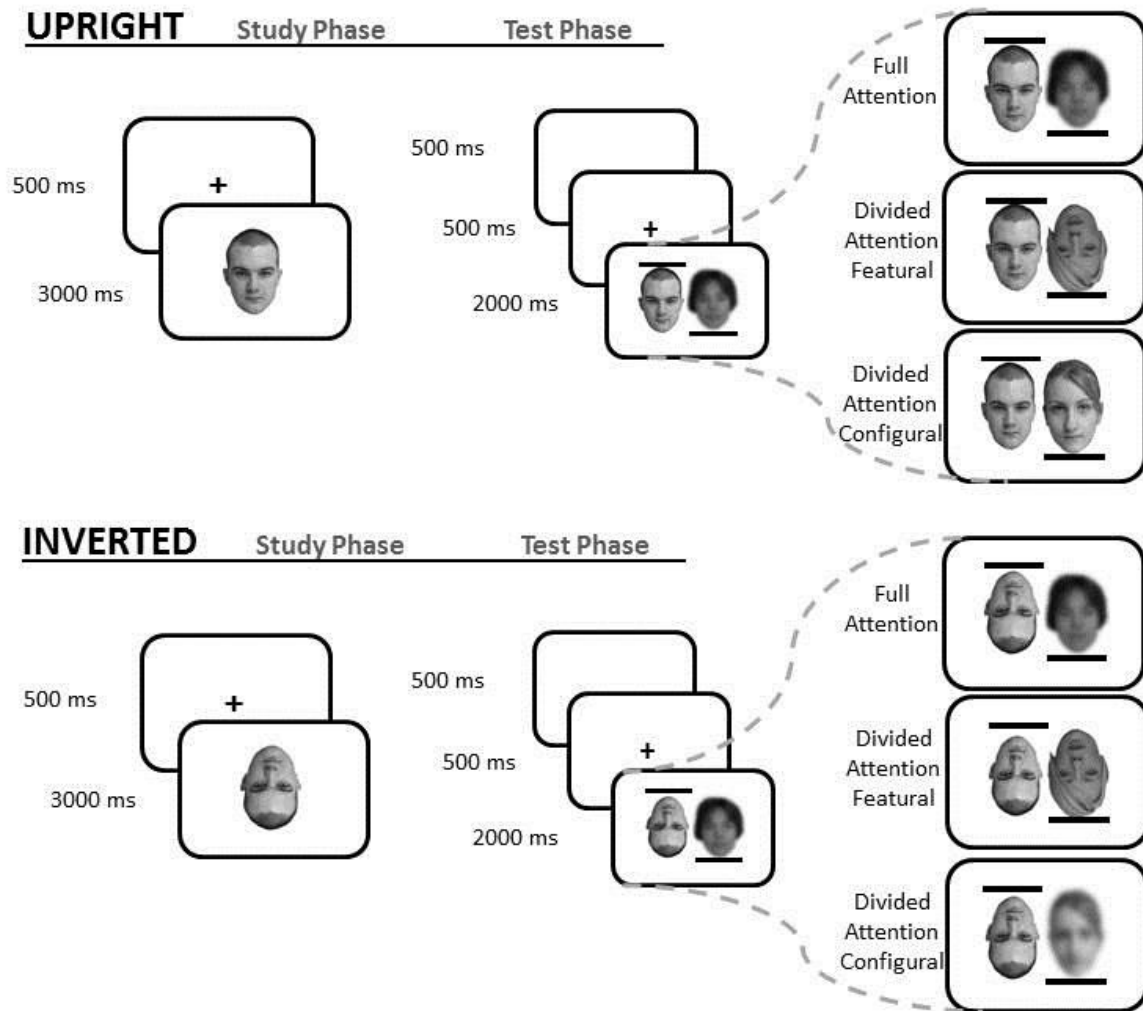 UPRIGHT Study Phase Test Phase
500 ms
+
3000 ms
500 ms
500 ms
+
2000 ms
Full
Attention
Divided
Attention
Featural
Divided
Attention
Configural
INVERTED Study Phase Test Phase
500 ms
+
3000 ms
500 ms
500 ms
+
2000 ms
Full
Attention
Divided
Attention
Featural
Divided
Attention
Configural